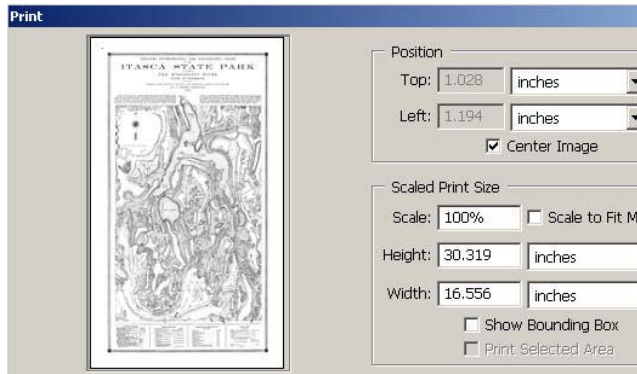 Print
ITASCA STATE PARK
Position
Top: 1.028 inches
Left: 1.194 inches
Center Image
Scaled Print Size
Scale: 100% Scale to Fit M
Height: 30.319 inches
Width: 16.556 inches
Show Bounding Box
Print Selected Area